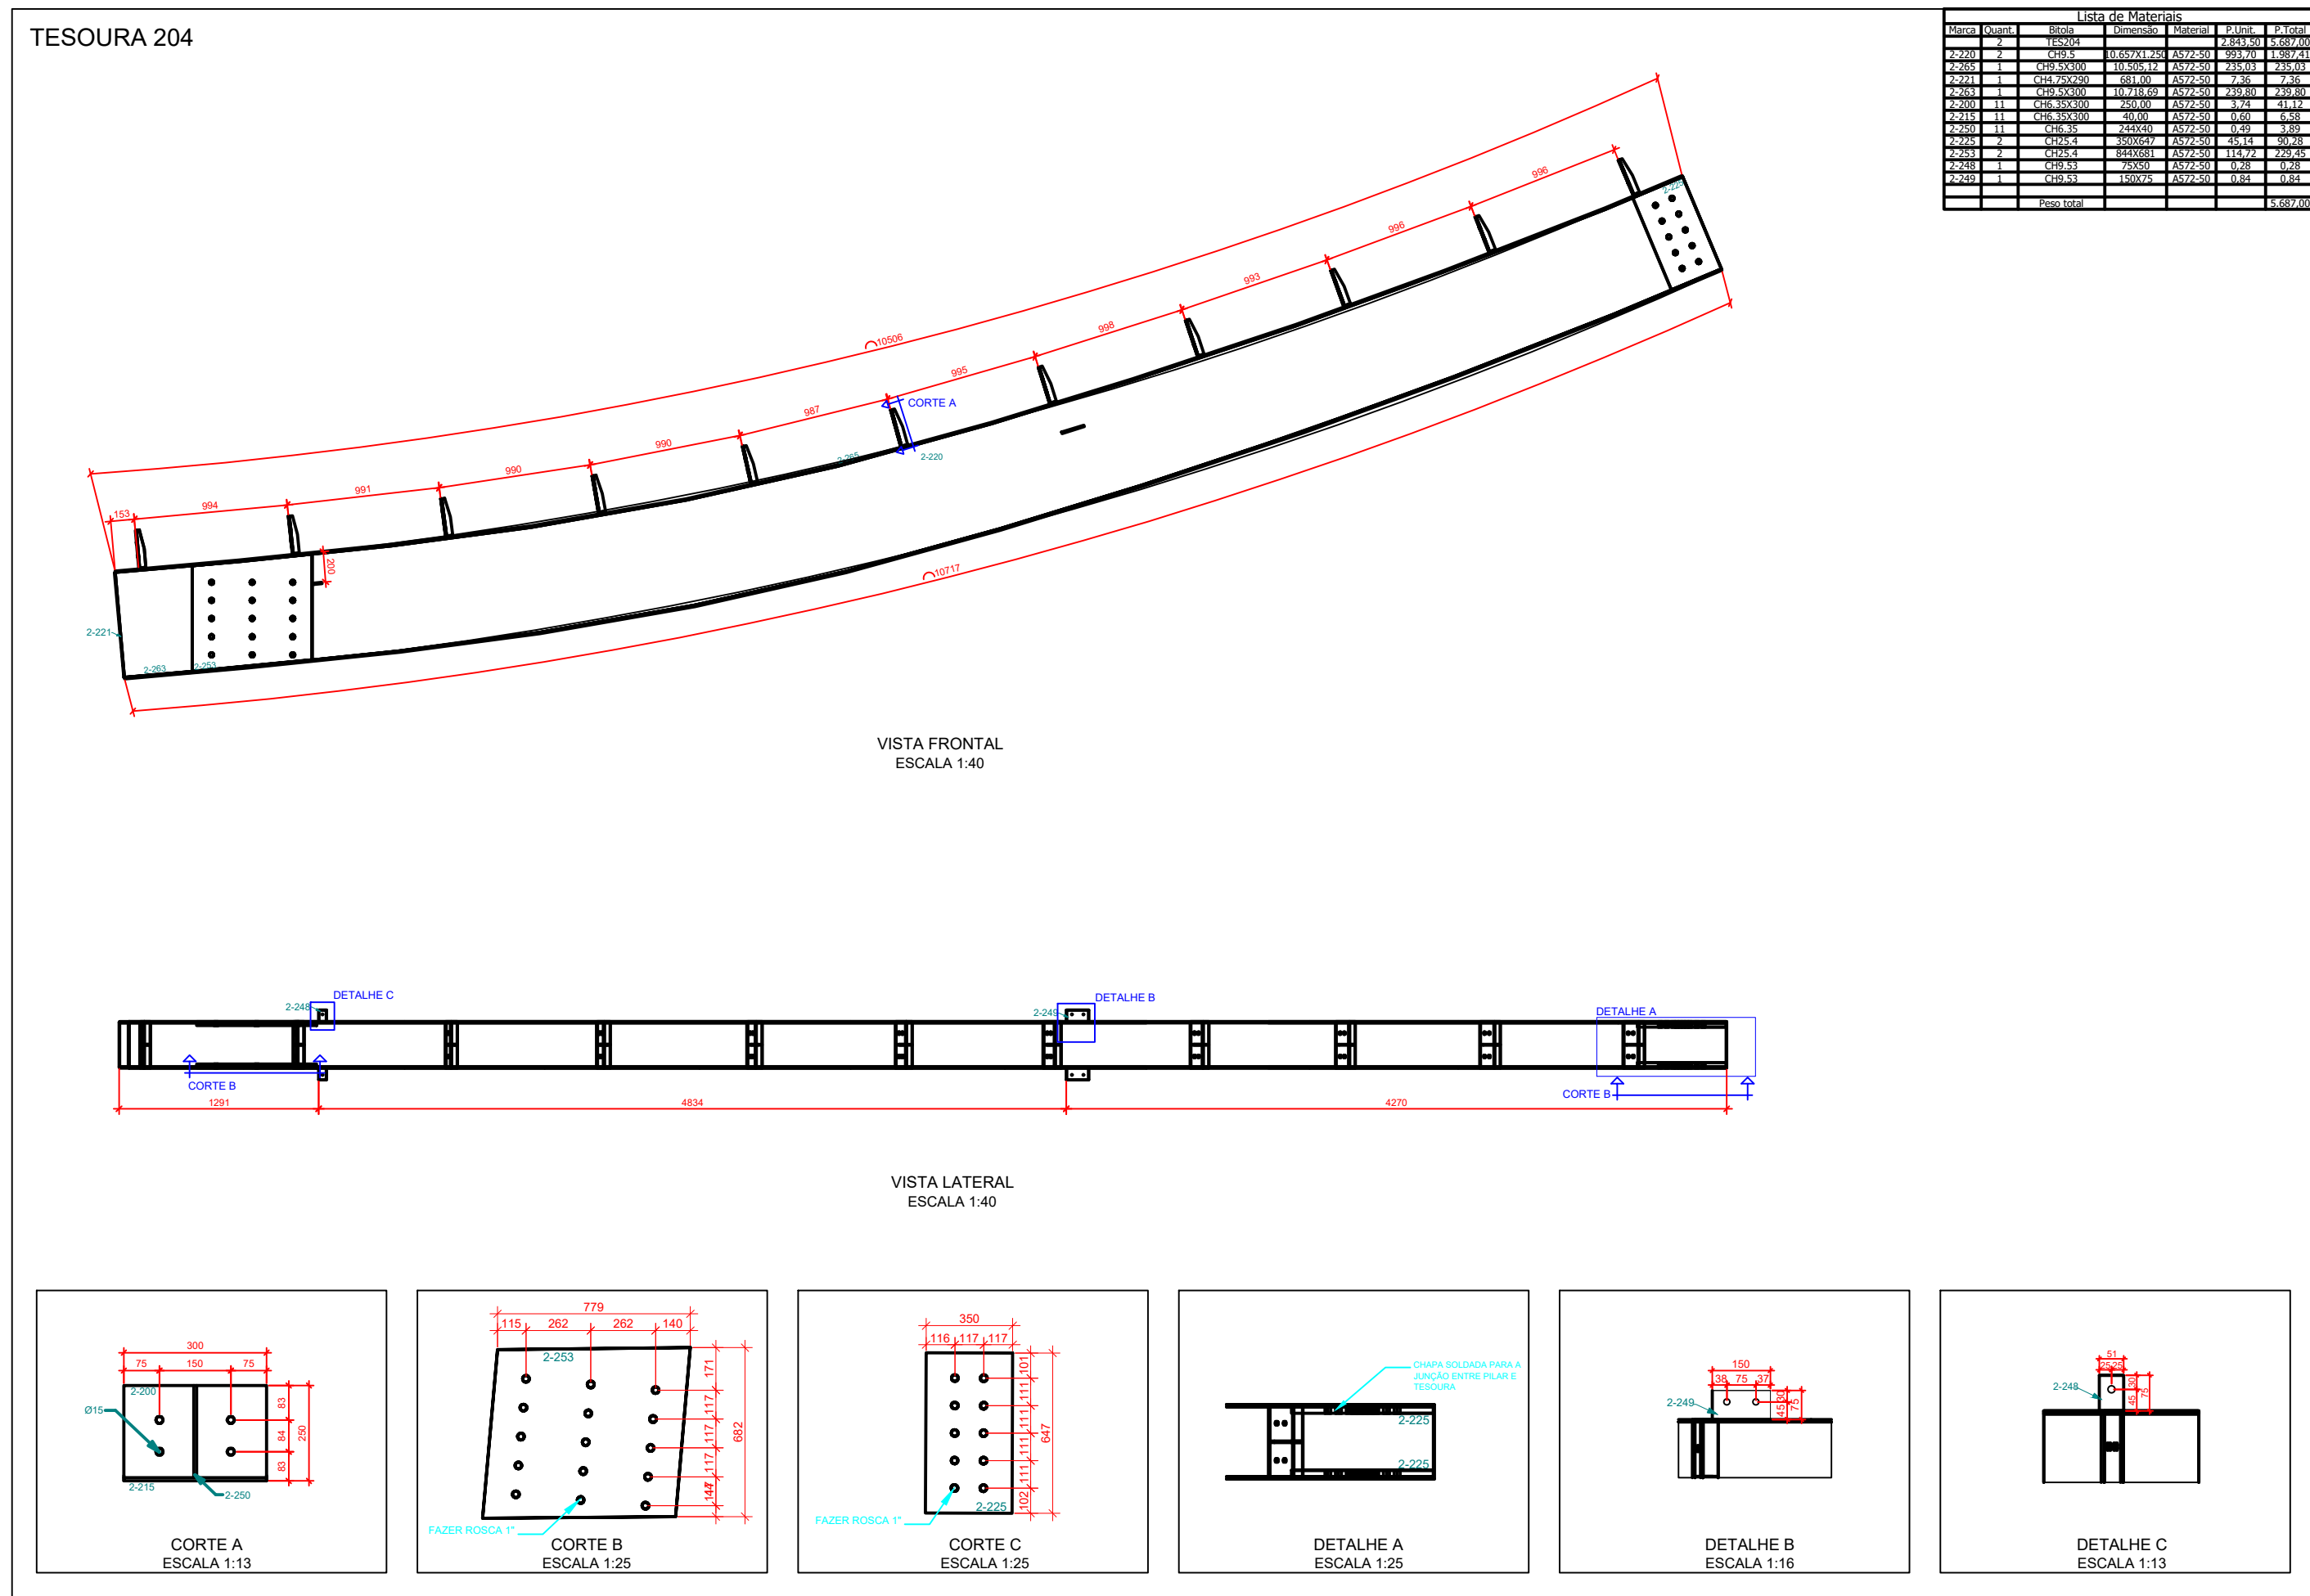 TESOURA 204
Lista de Materiais
Marca Quant. Bitola Dimensão Material P.Unit. P.Total
2 TES204 2.843,50 5.687,00
2-220 2 CH9.5 10.657X1.250 A572-50 993,70 1.987,41
2-265 1 CH9.5X300 10.505,12 A572-50 235,03 235,03
2-221 1 CH4.75X290 681,00 A572-50 7,36 7,36
2-263 1 CH9.5X300 10.718,69 A572-50 239,80 239,80
2-200 11 CH6.35X300 250,00 A572-50 3,74 41,12
2-215 11 CH6.35X300 40,00 A572-50 0,60 6,58
2-250 11 CH6.35 244X40 A572-50 0,49 3,89
2-225 2 CH25.4 350X647 A572-50 45,14 90,28
2-253 2 CH25.4 844X681 A572-50 114,72 229,45
2-248 1 CH9.53 75X50 A572-50 0,28 0,28
2-249 1 CH9.53 150X75 A572-50 0,84 0,84
Peso total 5.687,00
10506
153
994
991
990
990
987
995
998
993
996
996
CORTE A
2-265
2-220
200
2-221
2-263
2-253
10717
VISTA FRONTAL
ESCALA 1:40
2-248
DETALHE C
2-249
DETALHE B
DETALHE A
CORTE B
CORTE B
1291
4834
4270
VISTA LATERAL
ESCALA 1:40
300
75 150 75
2-200
Ø15
83
84
83
250
2-215
2-250
CORTE A
ESCALA 1:13
779
115 262 262 140
2-253
171
117
117
117
682
FAZER ROSCA 1"
CORTE B
ESCALA 1:25
350
116 117 117
101
111
111
111
111
102
647
2-225
FAZER ROSCA 1"
CORTE C
ESCALA 1:25
CHAPA SOLDADA PARA A
JUNÇÃO ENTRE PILAR E
TESOURA
2-225
2-225
DETALHE A
ESCALA 1:25
150
38 75 37
2-249
30
45
75
DETALHE B
ESCALA 1:16
51
25 25
2-248
30
45
75
DETALHE C
ESCALA 1:13